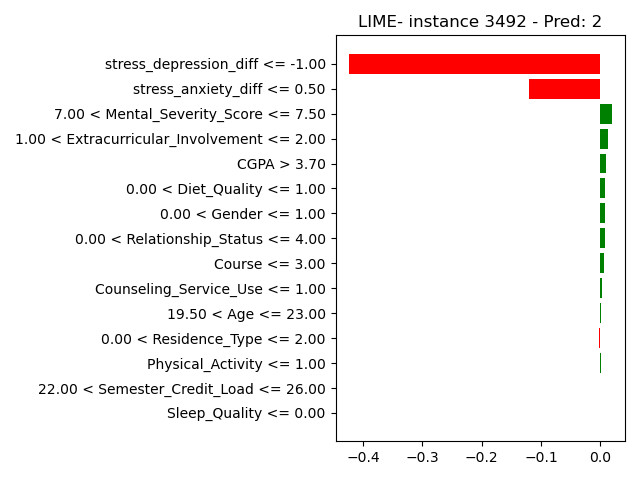 LIME- instance 3492 - Pred: 2
stress_depression_diff <= -1.00
stress_anxiety_diff <= 0.50
7.00 < Mental_Severity_Score <= 7.50
1.00 < Extracurricular_Involvement <= 2.00
CGPA > 3.70
0.00 < Diet_Quality <= 1.00
0.00 < Gender <= 1.00
0.00 < Relationship_Status <= 4.00
Course <= 3.00
Counseling_Service_Use <= 1.00
19.50 < Age <= 23.00
0.00 < Residence_Type <= 2.00
Physical_Activity <= 1.00
22.00 < Semester_Credit_Load <= 26.00
Sleep_Quality <= 0.00
−0.4 −0.3 −0.2 −0.1 0.0